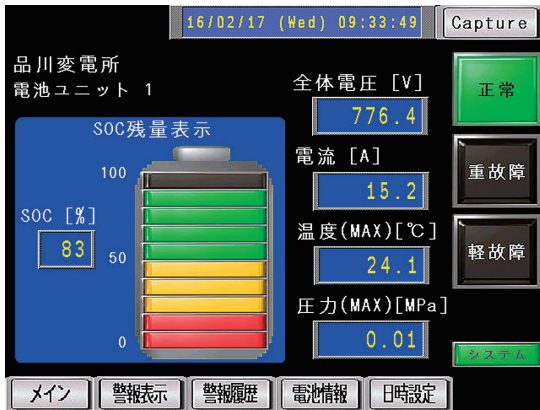 16/02/17 (Wed) 09:33:49
Capture
品川変電所
電池ユニット 1
SOC残量表示
100
50
0
SOC [%]
83
全体電圧 [V]
776.4
電流 [A]
15.2
温度(MAX)[℃]
24.1
圧力(MAX)[MPa]
0.01
正常
重故障
軽故障
システム
メイン
警報表示
警報履歴
電池情報
日時設定